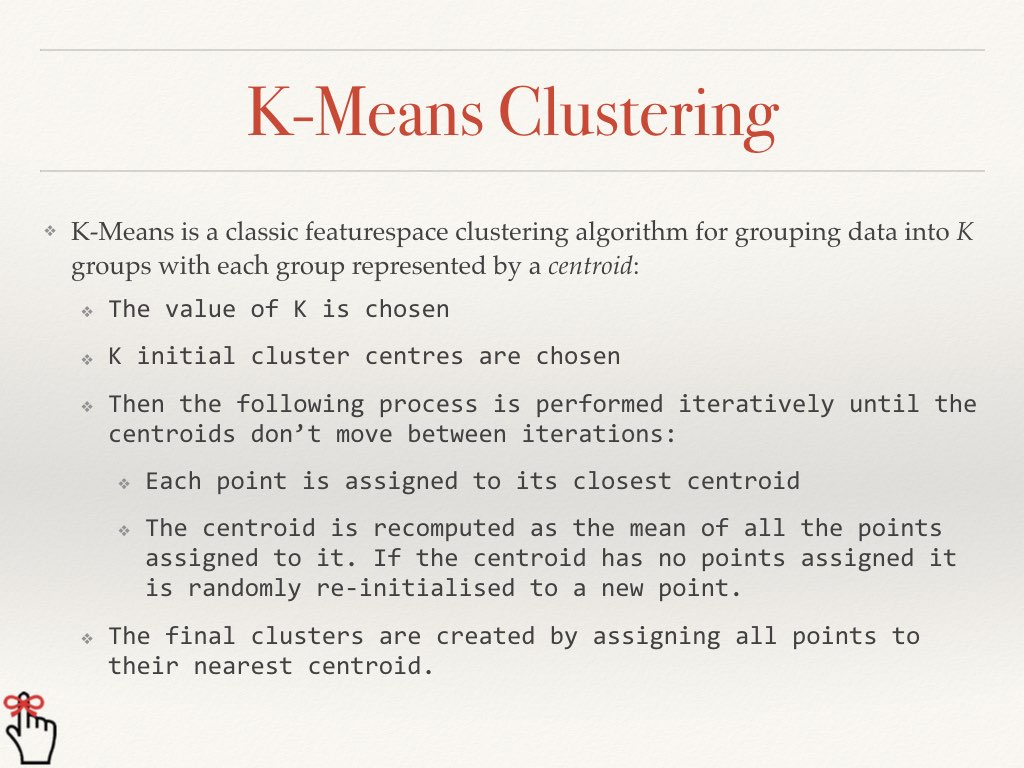 K-Means Clustering
❖ K-Means is a classic featurespace clustering algorithm for grouping data into K
groups with each group represented by a centroid:
❖ The value of K is chosen
❖ K initial cluster centres are chosen
❖ Then the following process is performed iteratively until the
centroids don’t move between iterations:
❖ Each point is assigned to its closest centroid
❖ The centroid is recomputed as the mean of all the points
assigned to it. If the centroid has no points assigned it
is randomly re-initialised to a new point.
❖ The final clusters are created by assigning all points to
their nearest centroid.